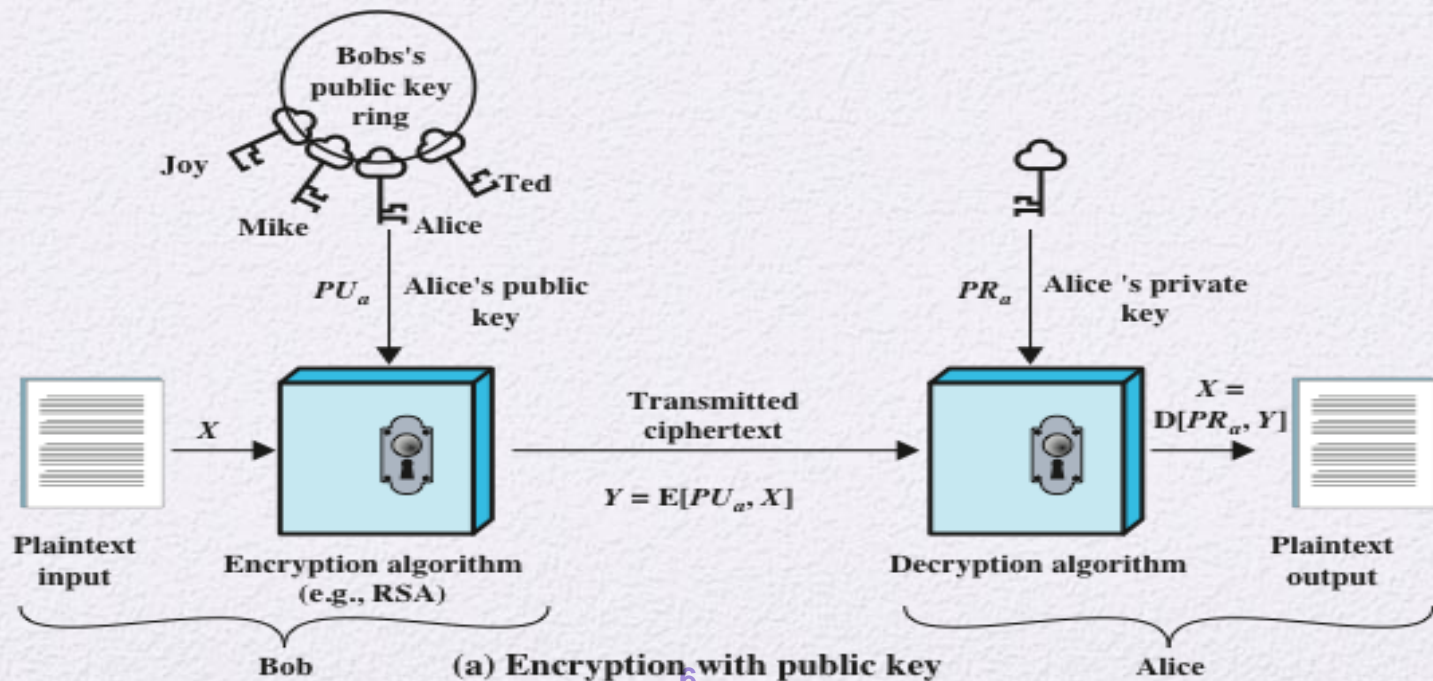 Bobs's
public key
ring
Joy
Ted
Mike
Alice
PUa
Alice's public
key
PRa
Alice 's private
key
X
Transmitted
ciphertext
X =
D[PRa, Y]
Y = E[PUa, X]
Plaintext
input
Encryption algorithm
(e.g., RSA)
Decryption algorithm
Plaintext
output
Bob
(a) Encryption with public key
Alice
6